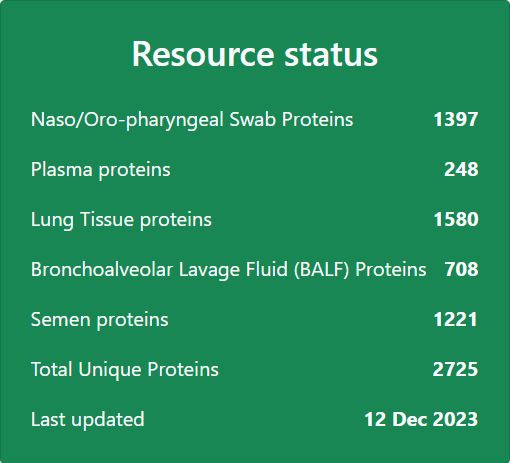 Resource status
Naso/Oro-pharyngeal Swab Proteins 1397
Plasma proteins 248
Lung Tissue proteins 1580
Bronchoalveolar Lavage Fluid (BALF) Proteins 708
Semen proteins 1221
Total Unique Proteins 2725
Last updated 12 Dec 2023